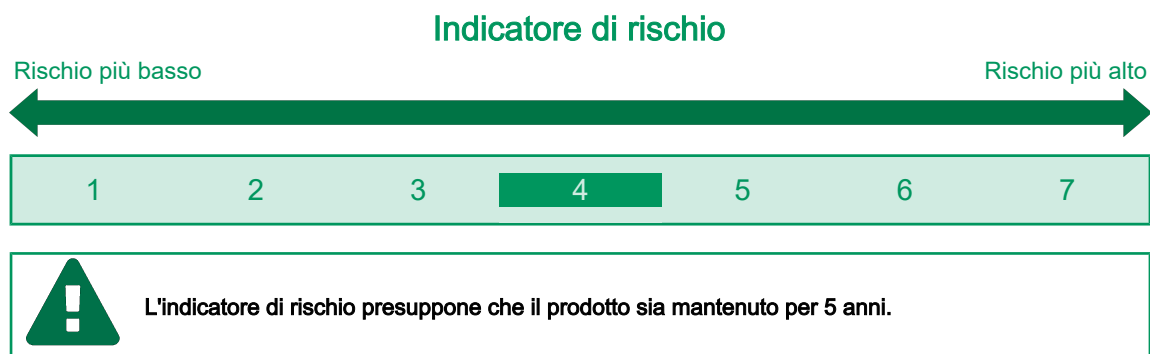 Indicatore di rischio
Rischio più basso Rischio più alto
1 2 3 4 5 6 7
L'indicatore di rischio presuppone che il prodotto sia mantenuto per 5 anni.